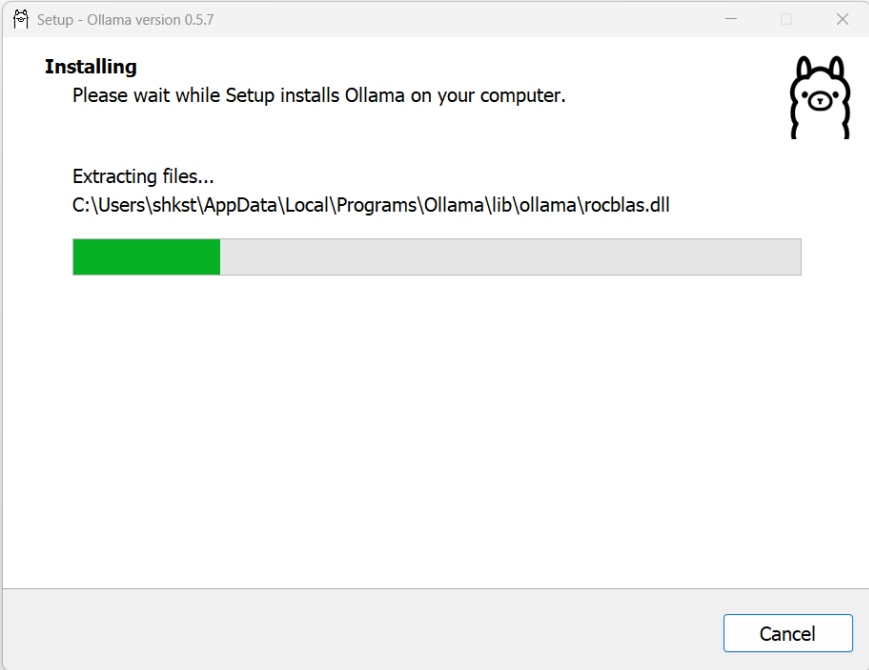 Setup - Ollama version 0.5.7
Installing
Please wait while Setup installs Ollama on your computer.
Extracting files...
C:\Users\shkst\AppData\Local\Programs\Ollama\lib\ollama\rocblas.dll
Cancel